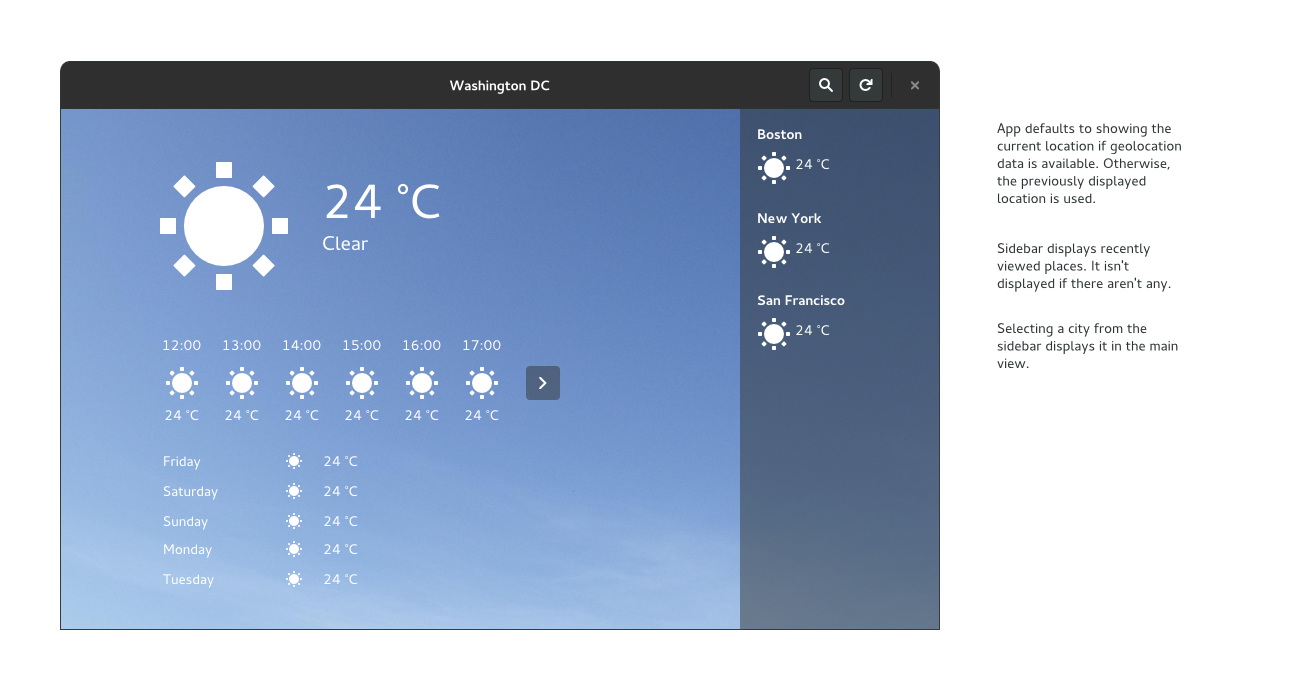 Washington DC
24 °C
Clear
12:00 13:00 14:00 15:00 16:00 17:00
24 °C 24 °C 24 °C 24 °C 24 °C 24 °C
Friday 24 °C
Saturday 24 °C
Sunday 24 °C
Monday 24 °C
Tuesday 24 °C
Boston
24 °C
New York
24 °C
San Francisco
24 °C
App defaults to showing the
current location if geolocation
data is available. Otherwise,
the previously displayed
location is used.
Sidebar displays recently
viewed places. It isn't
displayed if there aren't any.
Selecting a city from the
sidebar displays it in the main
view.